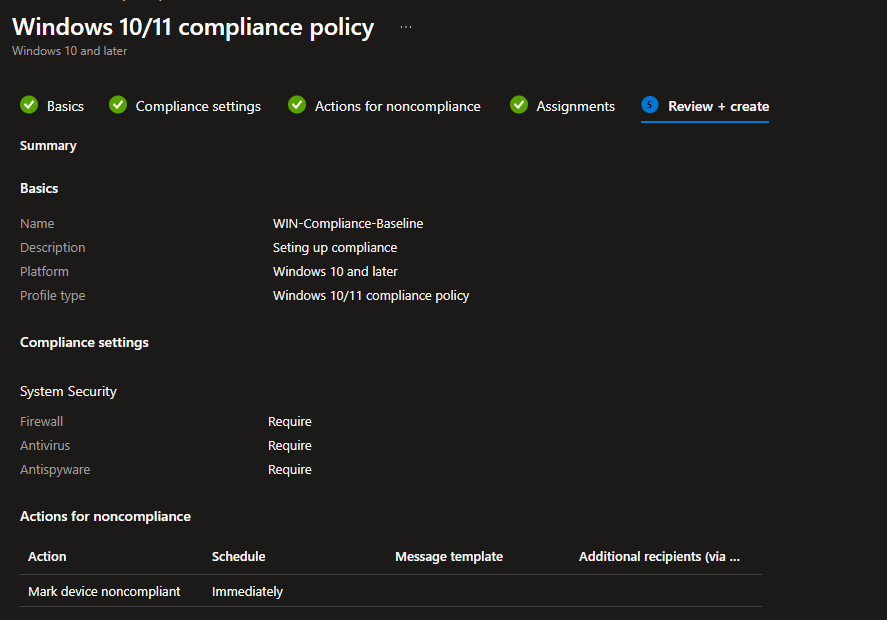 Windows 10/11 compliance policy ...
Windows 10 and later
Basics Compliance settings Actions for noncompliance Assignments 5 Review + create
Summary
Basics
Name WIN-Compliance-Baseline
Description Seting up compliance
Platform Windows 10 and later
Profile type Windows 10/11 compliance policy
Compliance settings
System Security
Firewall Require
Antivirus Require
Antispyware Require
Actions for noncompliance
Action Schedule Message template Additional recipients (via ...
Mark device noncompliant Immediately